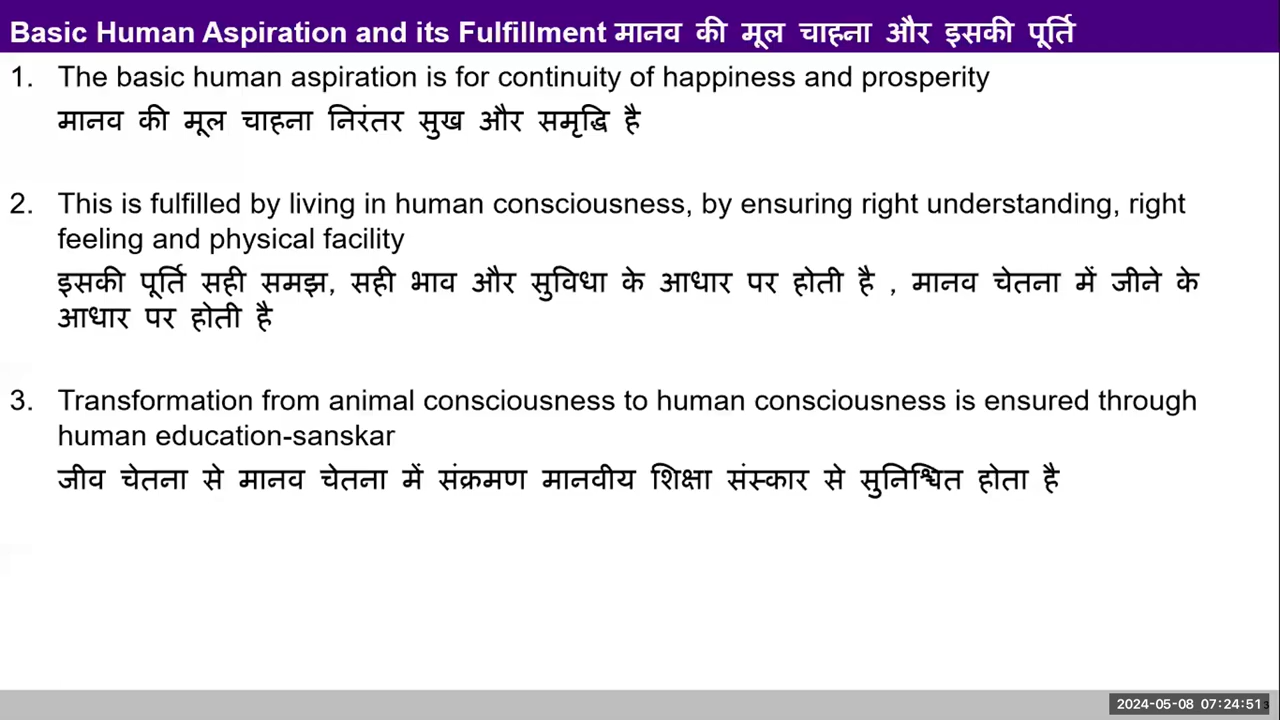 Basic Human Aspiration and its Fulfillment मानव की मूल चाहना और इसकी पूर्ति
1. The basic human aspiration is for continuity of happiness and prosperity
मानव की मूल चाहना निरंतर सुख और समृद्धि है
2. This is fulfilled by living in human consciousness, by ensuring right understanding, right
feeling and physical facility
इसकी पूर्ति सही समझ, सही भाव और सुविधा के आधार पर होती है , मानव चेतना में जीने के
आधार पर होती है
3. Transformation from animal consciousness to human consciousness is ensured through
human education-sanskar
जीव चेतना से मानव चेतना में संक्रमण मानवीय शिक्षा संस्कार से सुनिश्चित होता है
2024-05-08 07:24:51
3